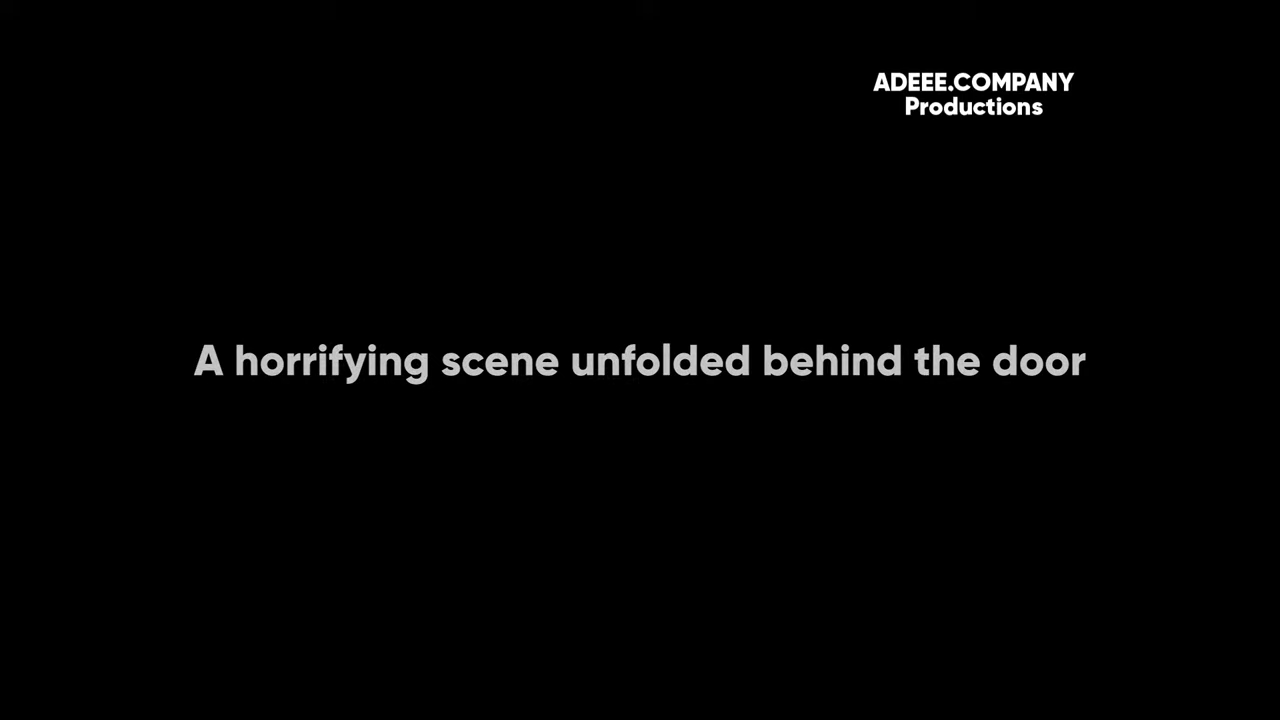 ADEEE.COMPANY
Productions
A horrifying scene unfolded behind the door